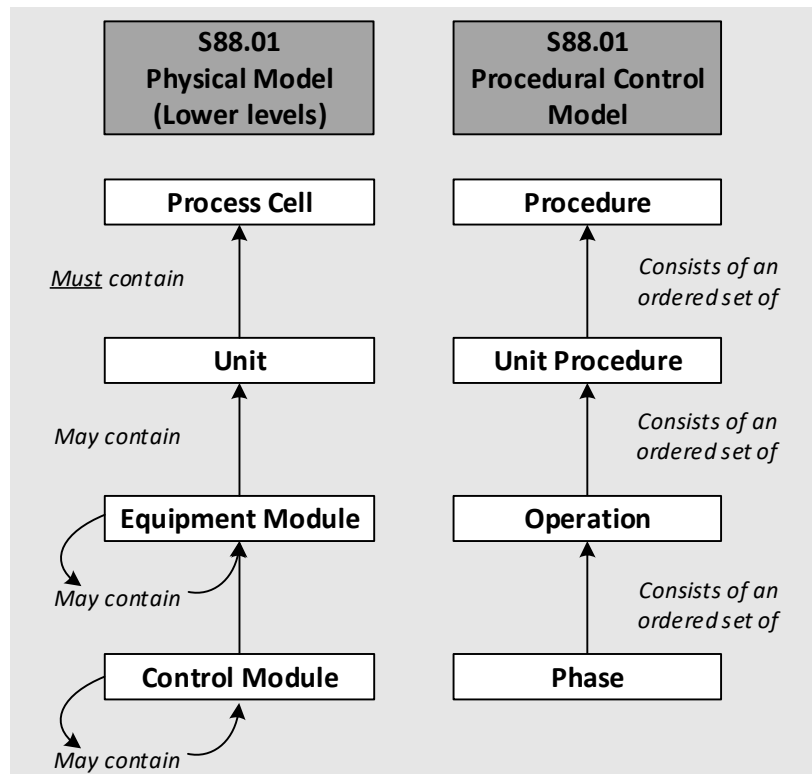 S88.01
Physical Model
(Lower levels)
Process Cell
Must contain
Unit
May contain
Equipment Module
May contain
Control Module
May contain
S88.01
Procedural Control
Model
Procedure
Consists of an
ordered set of
Unit Procedure
Consists of an
ordered set of
Operation
Consists of an
ordered set of
Phase